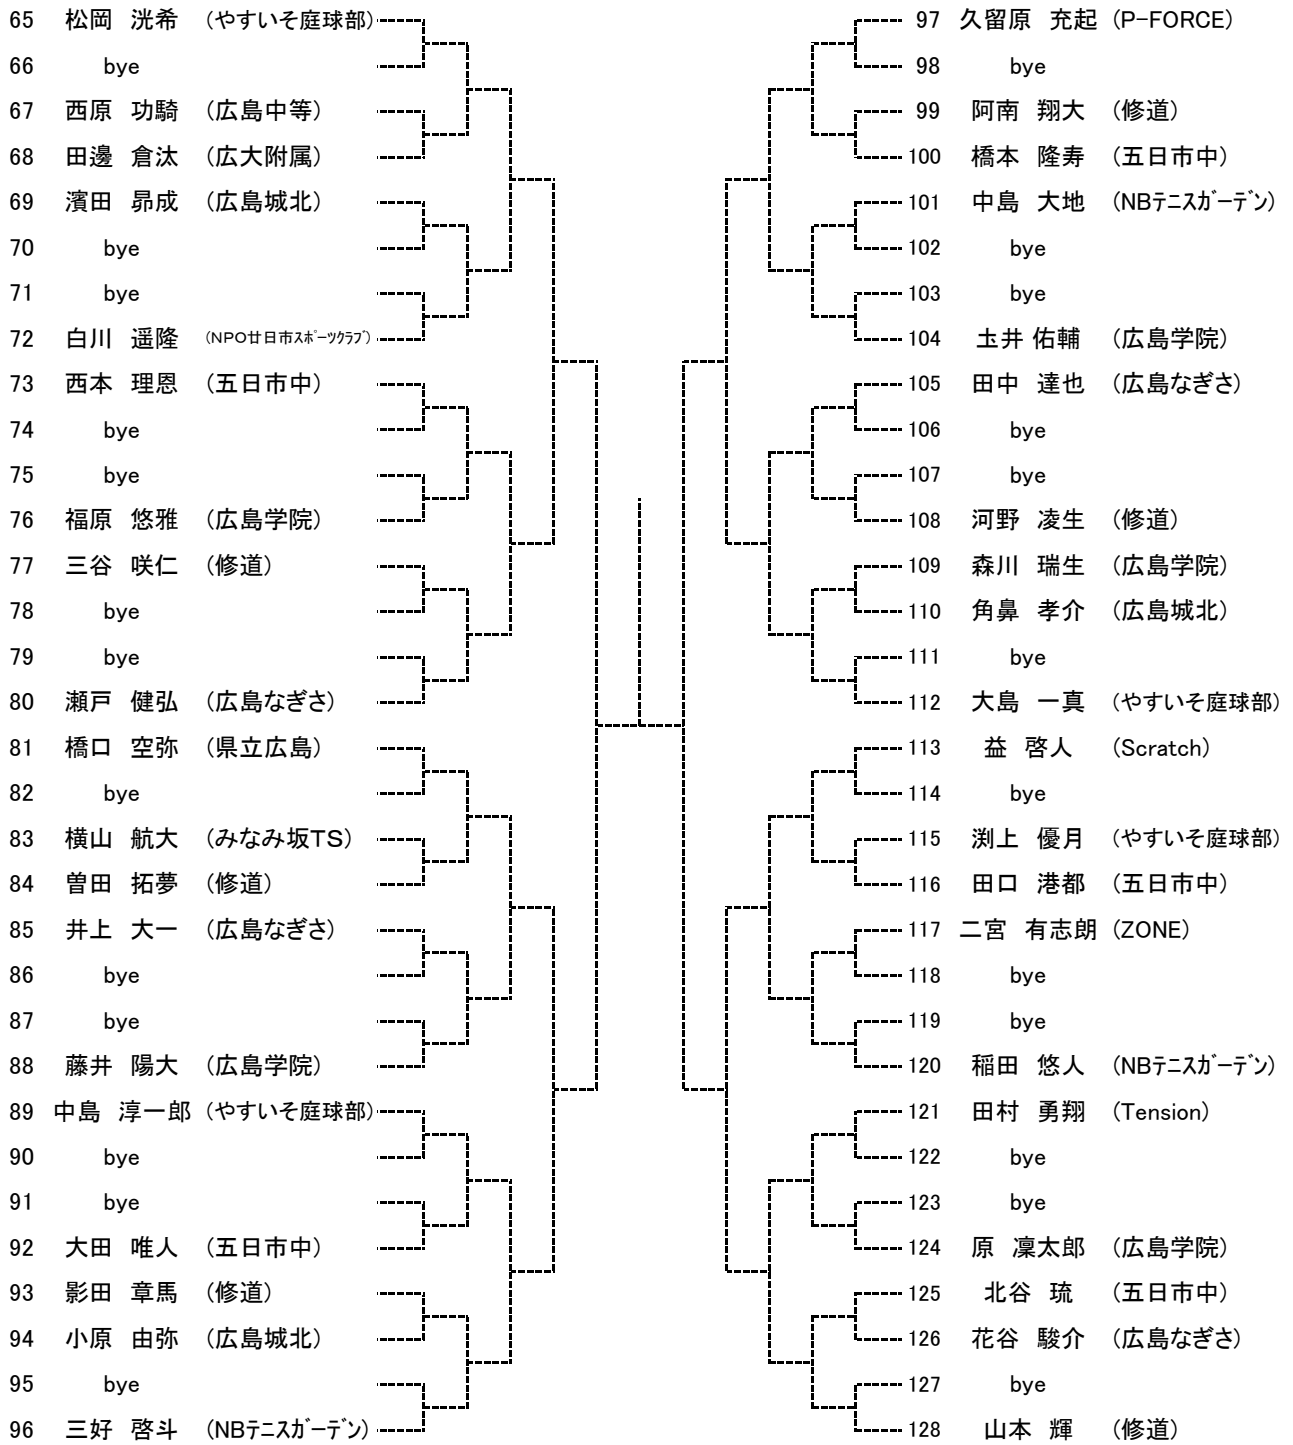 65 松岡 洸希 (やすいそ庭球部)
66 bye
67 西原 功騎 (広島中等)
68 田邊 倉汰 (広大附属)
69 濱田 昴成 (広島城北)
70 bye
71 bye
72 白川 遥隆 (NPO廿日市スポーツクラブ)
73 西本 理恩 (五日市中)
74 bye
75 bye
76 福原 悠雅 (広島学院)
77 三谷 咲仁 (修道)
78 bye
79 bye
80 瀬戸 健弘 (広島なぎさ)
81 橋口 空弥 (県立広島)
82 bye
83 横山 航大 (みなみ坂TS)
84 曽田 拓夢 (修道)
85 井上 大一 (広島なぎさ)
86 bye
87 bye
88 藤井 陽大 (広島学院)
89 中島 淳一郎 (やすいそ庭球部)
90 bye
91 bye
92 大田 唯人 (五日市中)
93 影田 章馬 (修道)
94 小原 由弥 (広島城北)
95 bye
96 三好 啓斗 (NBテニスガーデン)
97 久留原 充起 (P-FORCE)
98 bye
99 阿南 翔大 (修道)
100 橋本 隆寿 (五日市中)
101 中島 大地 (NBテニスガーデン)
102 bye
103 bye
104 圡井 佑輔 (広島学院)
105 田中 達也 (広島なぎさ)
106 bye
107 bye
108 河野 凌生 (修道)
109 森川 瑞生 (広島学院)
110 角鼻 孝介 (広島城北)
111 bye
112 大島 一真 (やすいそ庭球部)
113 益 啓人 (Scratch)
114 bye
115 渕上 優月 (やすいそ庭球部)
116 田口 港都 (五日市中)
117 二宮 有志朗 (ZONE)
118 bye
119 bye
120 稲田 悠人 (NBテニスガーデン)
121 田村 勇翔 (Tension)
122 bye
123 bye
124 原 凜太郎 (広島学院)
125 北谷 琉 (五日市中)
126 花谷 駿介 (広島なぎさ)
127 bye
128 山本 輝 (修道)